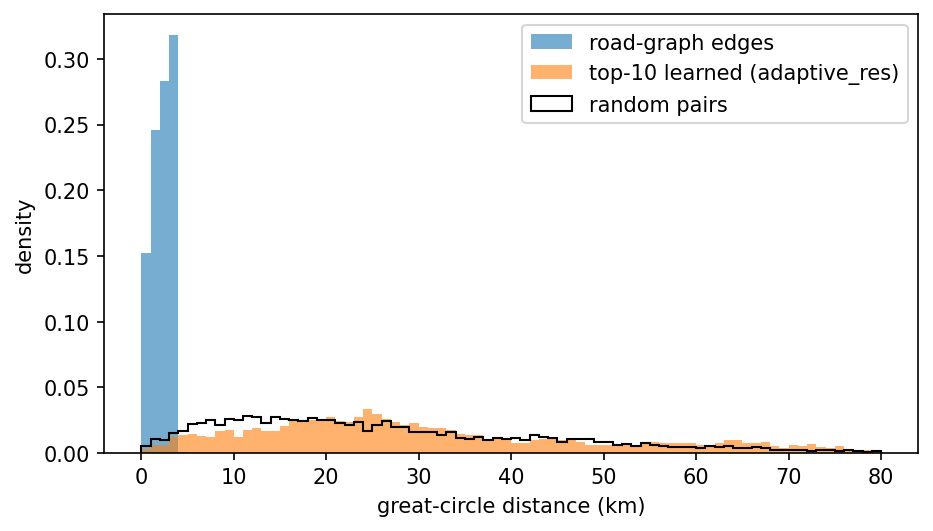 road-graph edges
top-10 learned (adaptive_res)
random pairs
density
0.30
0.25
0.20
0.15
0.10
0.05
0.00
0 10 20 30 40 50 60 70 80
great-circle distance (km)